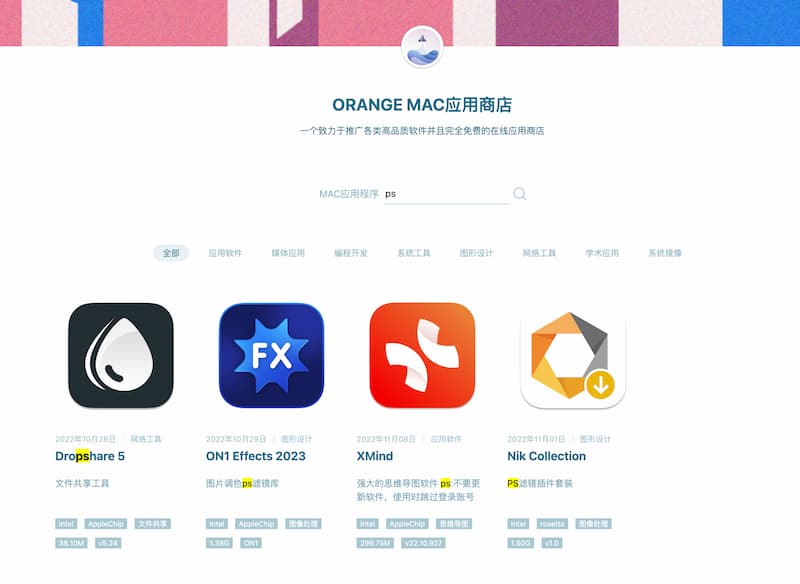 ORANGE MAC应用商店
一个致力于推广各类高品质软件并且完全免费的在线应用商店
MAC应用程序 ps
全部 应用软件 媒体应用 编程开发 系统工具 图形设计 网络工具 学术应用 系统镜像
FX
2022年10月28日 | 网络工具
Dropshare 5
文件共享工具
Intel AppleChip 文件共享
38.10M v5.24
2022年10月29日 | 图形设计
ON1 Effects 2023
图片调色ps滤镜库
Intel AppleChip 图像处理
1.38G ON1
2022年11月08日 | 应用软件
XMind
强大的思维导图软件 ps:不要更
新软件，使用时跳过登录账号
Intel AppleChip 思维导图
299.75M v22.10.927
2022年11月01日 | 图形设计
Nik Collection
PS滤镜插件套装
Intel rosetta 图像处理
1.50G v1.0